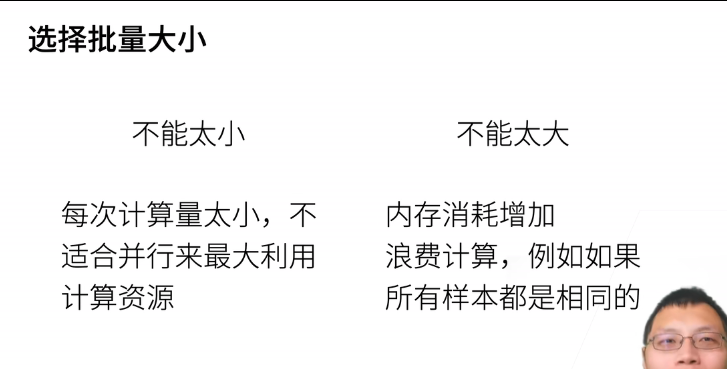 选择批量大小
不能太小
每次计算量太小，不
适合并行来最大利用
计算资源
不能太大
内存消耗增加
浪费计算，例如如果
所有样本都是相同的